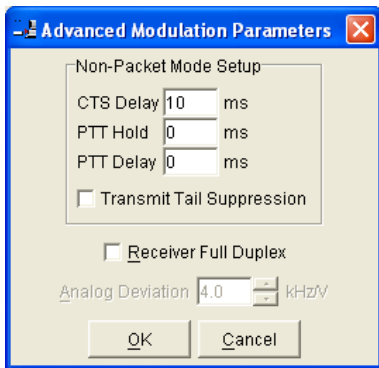 Advanced Modulation Parameters
Non-Packet Mode Setup
CTS Delay 10 ms
PTT Hold 0 ms
PTT Delay 0 ms
Transmit Tail Suppression
Receiver Full Duplex
Analog Deviation 4.0 kHz/V
OK Cancel